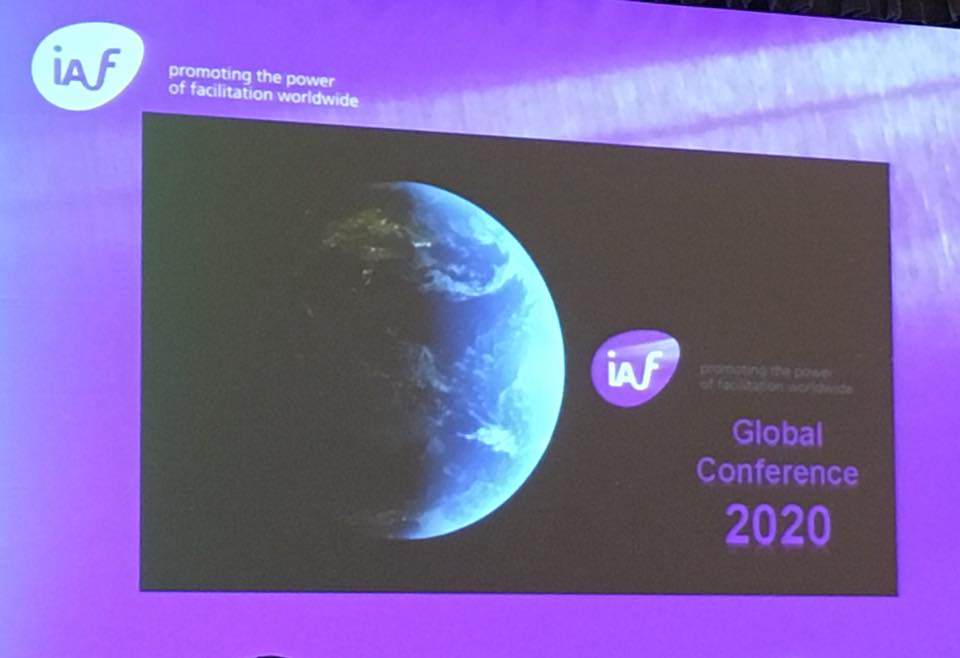 iAf
promoting the power
of facilitation worldwide
iAf
promoting the power
of facilitation worldwide
Global
Conference
2020